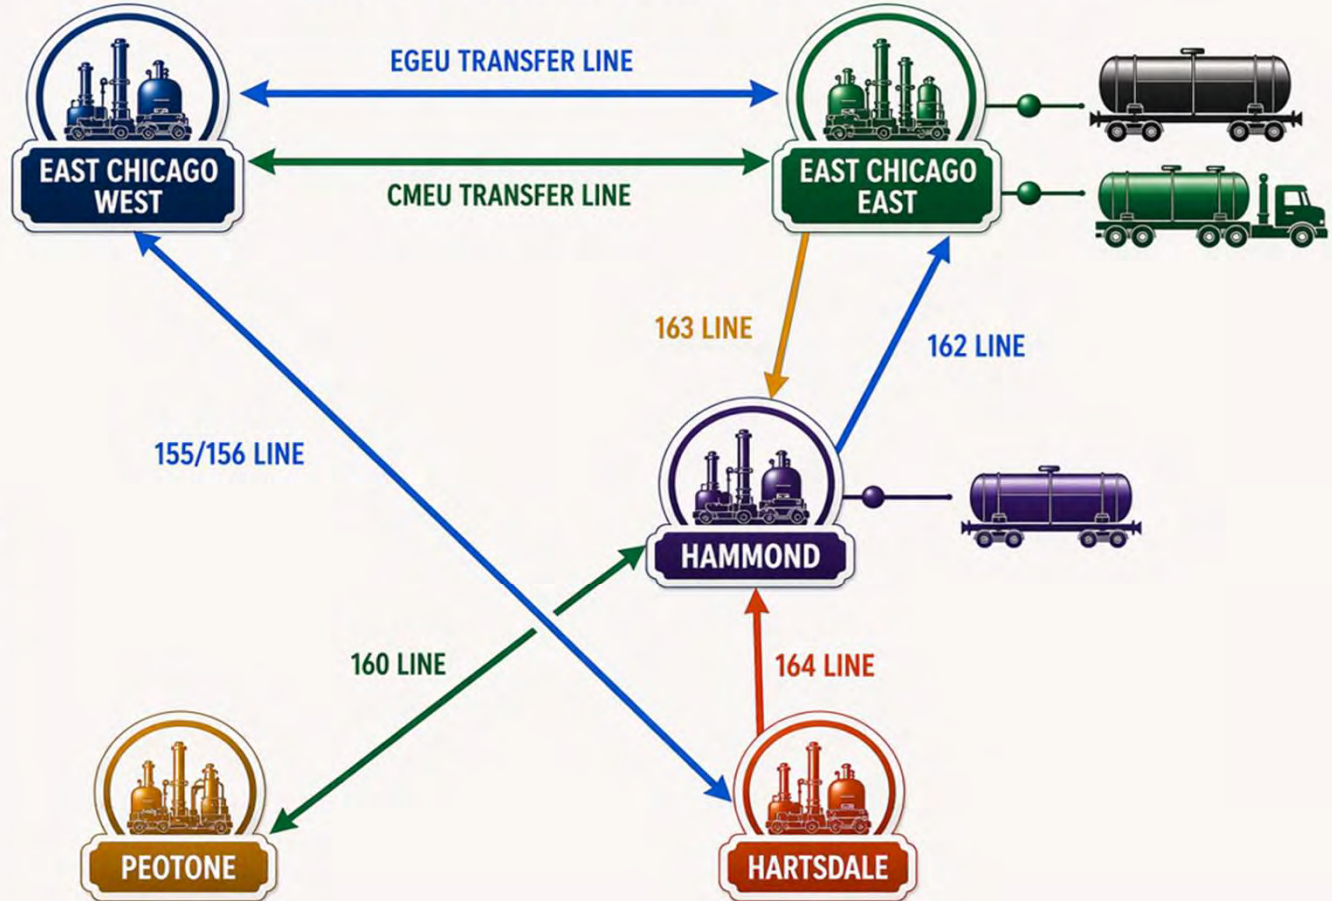 EGEU TRANSFER LINE
EAST CHICAGO
WEST
EAST CHICAGO
EAST
CMEU TRANSFER LINE
163 LINE
162 LINE
155/156 LINE
HAMMOND
160 LINE
164 LINE
PEOTONE
HARTSDALE